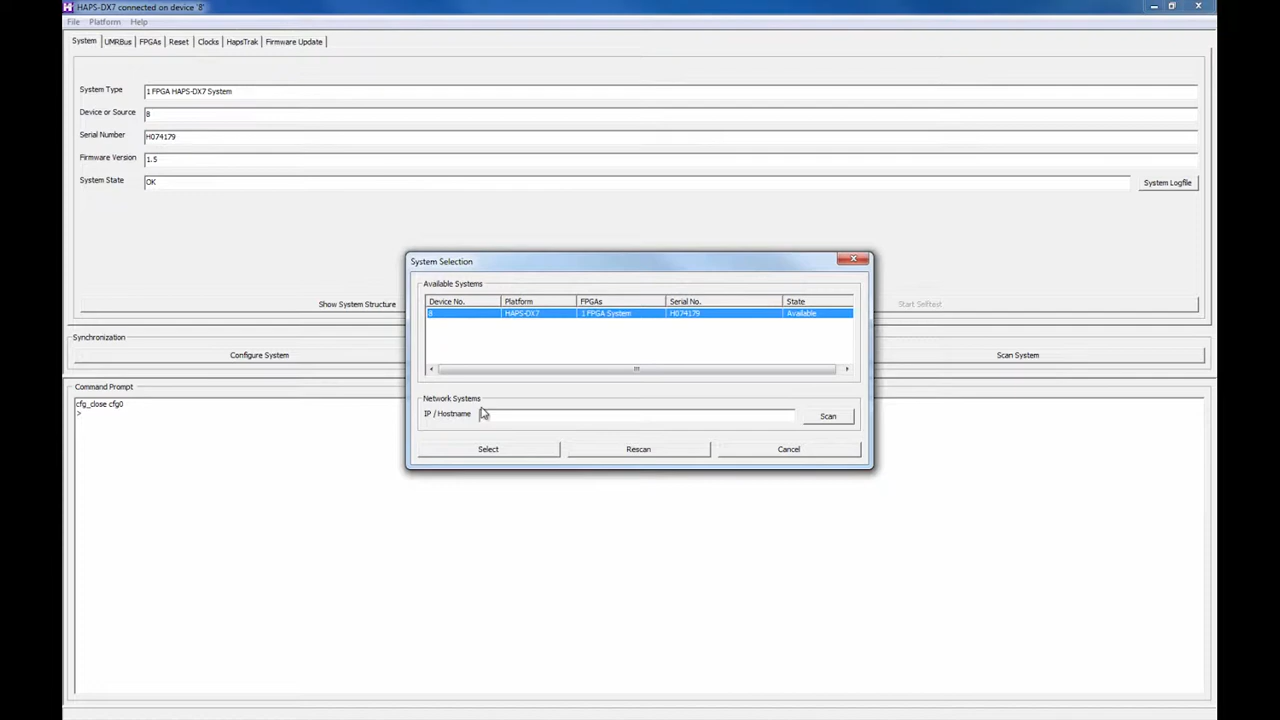 HAPS-DX7 connected on device '8'
File Platform Help
System UMRBus FPGAs Reset Clocks HapsTrak Firmware Update
System Type 1 FPGA HAPS-DX7 System
Device or Source 8
Serial Number H074179
Firmware Version 1.5
System State OK System Logfile
System Selection
Available Systems
Device No. Platform FPGAs Serial No. State
8 HAPS-DX7 1 FPGA System H074179 Available
Show System Structure Start Selftest
Synchronization
Configure System Scan System
Command Prompt
cfg_close cfg0
>
Network Systems
IP / Hostname Scan
Select Rescan Cancel